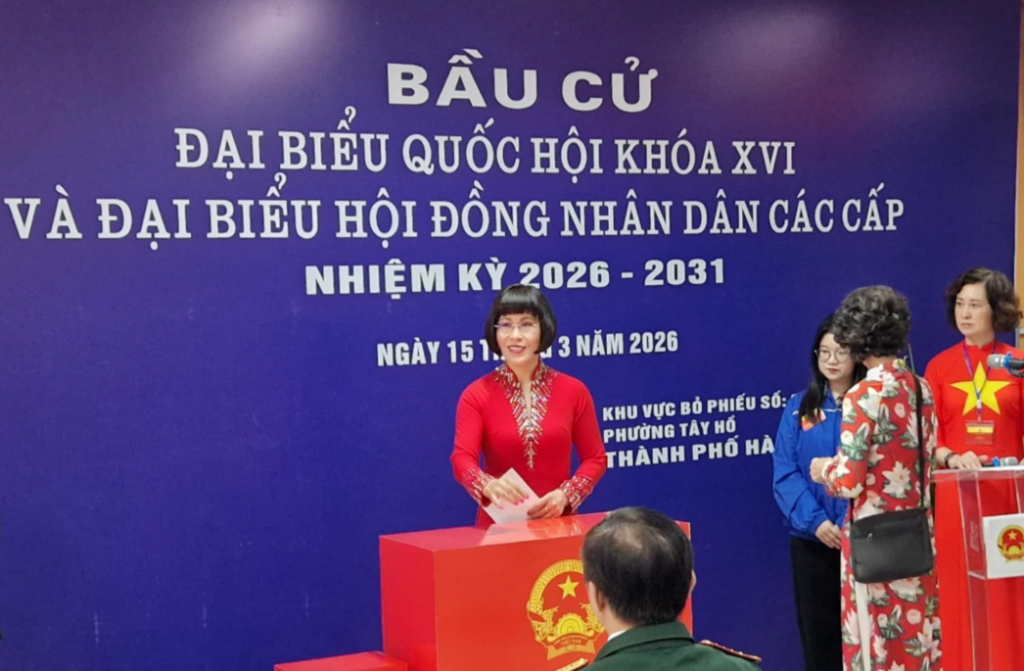 BẦU CỬ
ĐẠI BIỂU QUỐC HỘI KHÓA XVI
VÀ ĐẠI BIỂU HỘI ĐỒNG NHÂN DÂN CÁC CẤP
NHIỆM KỲ 2026 - 2031
NGÀY 15 3 NĂM 2026
KHU VỰC BỎ PHIẾU SỐ:
PHƯỜNG TÂY HỒ
THÀNH PHỐ HÀ